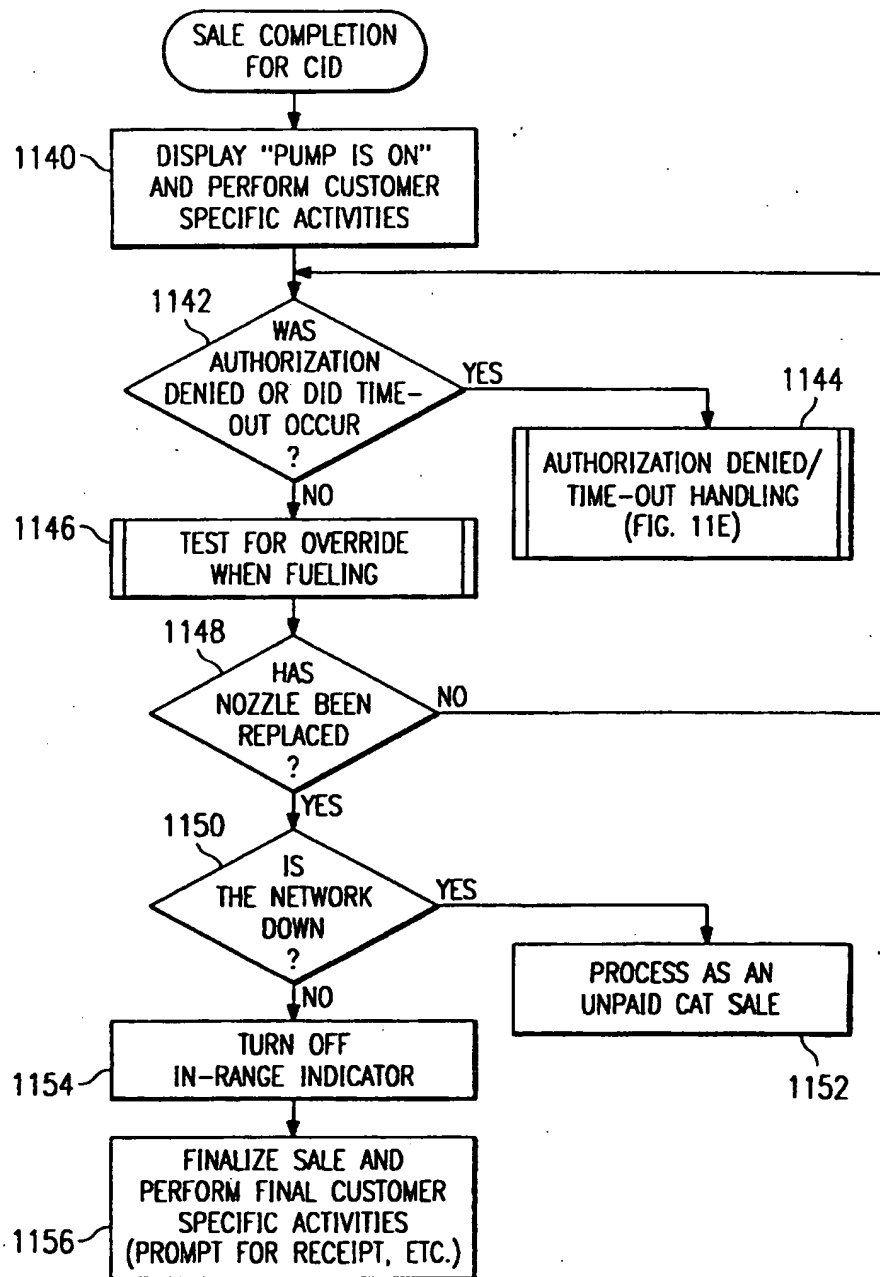 SALE COMPLETION
FOR CID
1140
DISPLAY "PUMP IS ON"
AND PERFORM CUSTOMER
SPECIFIC ACTIVITIES
1142
WAS
AUTHORIZATION
DENIED OR DID TIME-
OUT OCCUR
?
YES
1144
AUTHORIZATION DENIED/
TIME-OUT HANDLING
(FIG. 11E)
NO
1146
TEST FOR OVERRIDE
WHEN FUELING
1148
HAS
NOZZLE BEEN
REPLACED
?
NO
YES
1150
IS
THE NETWORK
DOWN
?
YES
PROCESS AS AN
UNPAID CAT SALE
1152
NO
TURN OFF
IN-RANGE INDICATOR
1154
FINALIZE SALE AND
PERFORM FINAL CUSTOMER
SPECIFIC ACTIVITIES
(PROMPT FOR RECEIPT, ETC.)
1156